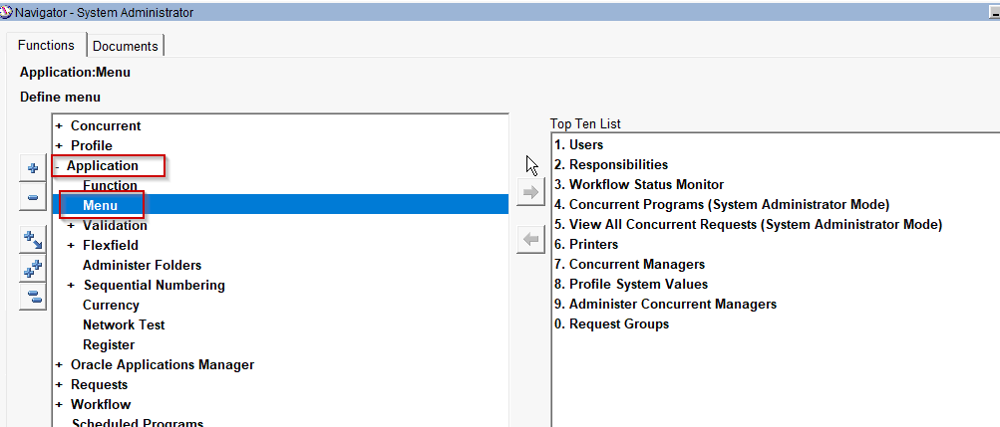 Navigator - System Administrator
Functions
Documents
Application:Menu
Define menu
+ Concurrent
+ Profile
- Application
Function
Menu
+ Validation
+ Flexfield
Administer Folders
+ Sequential Numbering
Currency
Network Test
Register
+ Oracle Applications Manager
+ Requests
+ Workflow
Scheduled Programs
Top Ten List
1. Users
2. Responsibilities
3. Workflow Status Monitor
4. Concurrent Programs (System Administrator Mode)
5. View All Concurrent Requests (System Administrator Mode)
6. Printers
7. Concurrent Managers
8. Profile System Values
9. Administer Concurrent Managers
0. Request Groups